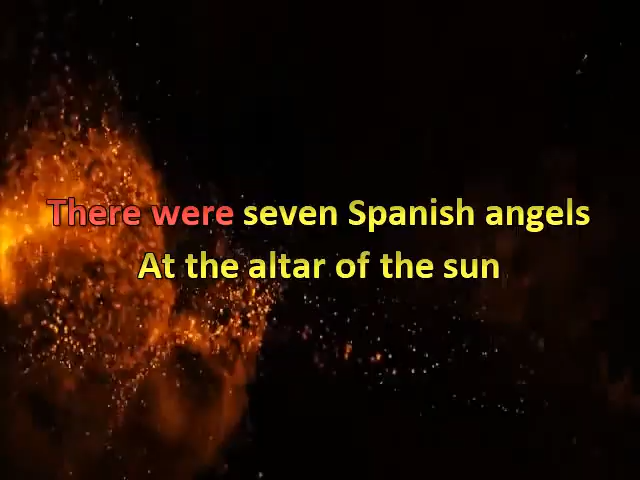 There were seven Spanish angels
At the altar of the sun